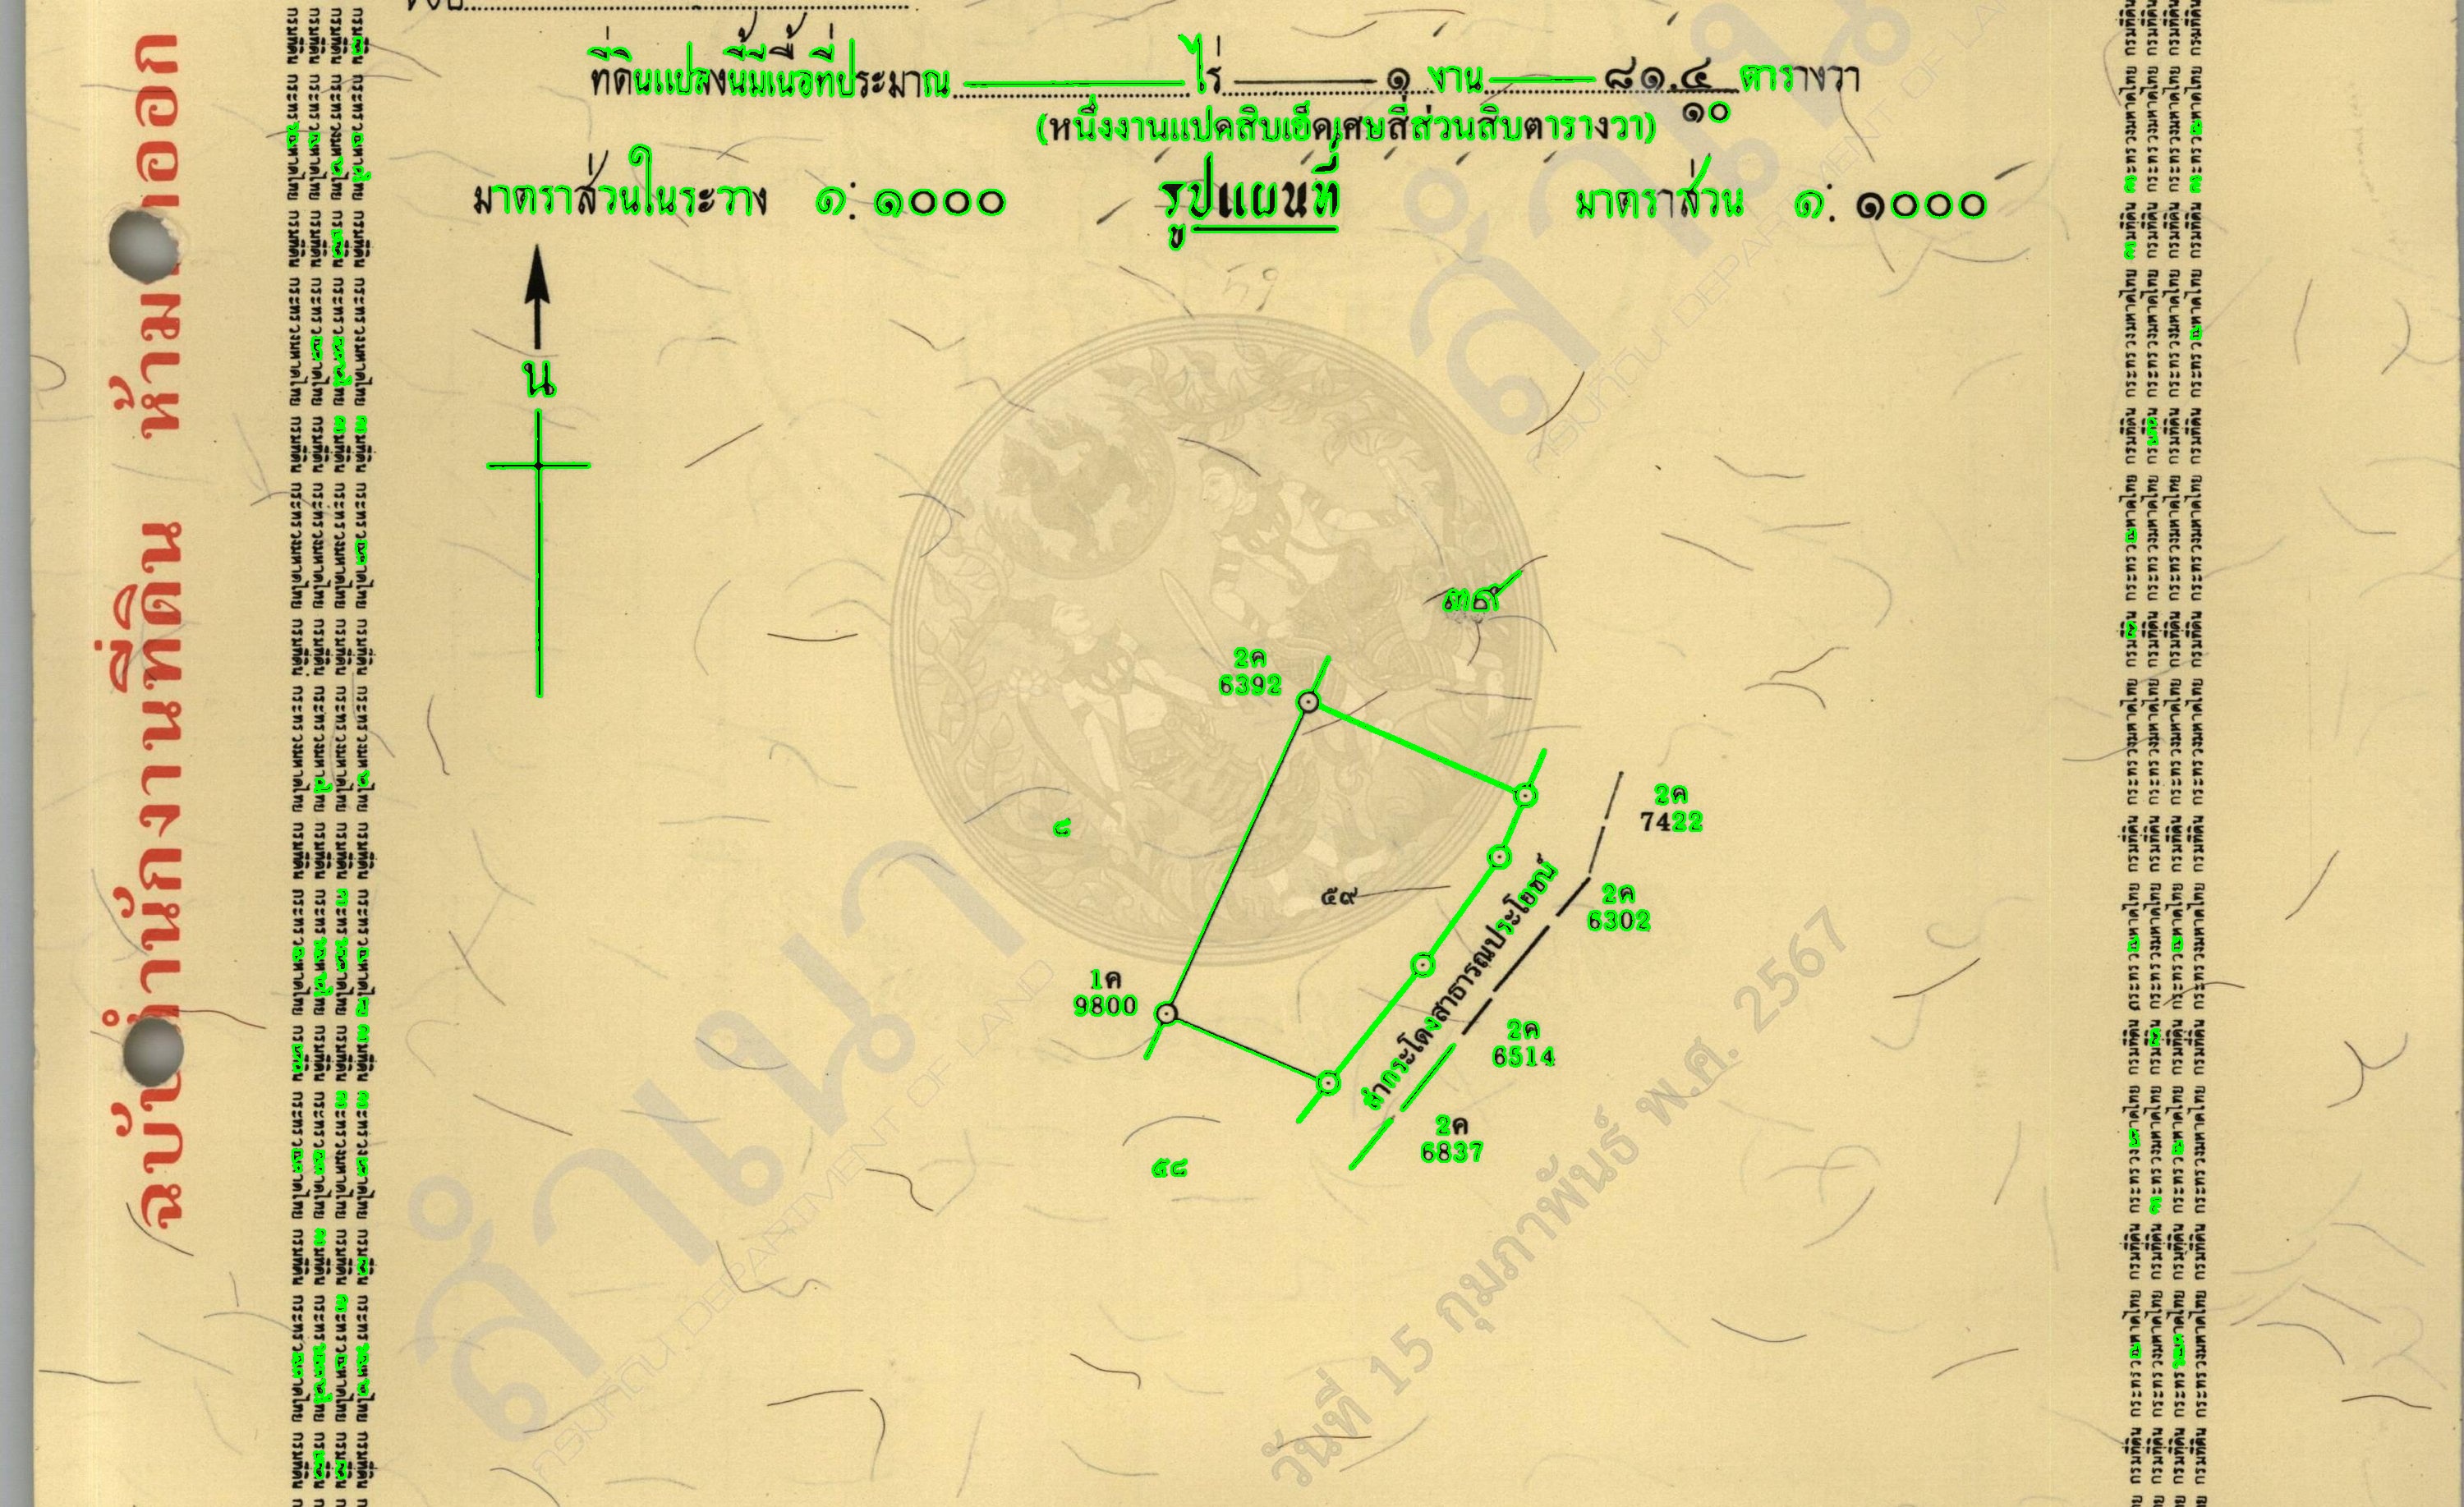 ที่ดินแปลงนี้มีเนื้อที่ประมาณ ไร่ ๑ งาน ๘๑.๔ ตารางวา
๑๐
(หนึ่งงานแปดสิบเอ็ดเศษสี่ส่วนสิบตารางวา)
มาตราส่วนในระวาง ๑: ๑๐๐๐
รูปแผนที่
มาตราส่วน ๑: ๑๐๐๐
น
2ค
6392
2ค
7422
๘
๕๙
2ค
6302
1ค
9800
ลำกระโดงสาธารณประโยชน์
2ค
6514
2ค
6837
๕๘
ฉบับสำนักงานที่ดิน ห้าม
สำเนา
กรมที่ดิน DEPARTMENT OF LAND
วันที่ 15 กุมภาพันธ์ พ.ศ. 2567
กรมที่ดิน กระทรวงมหาดไทย